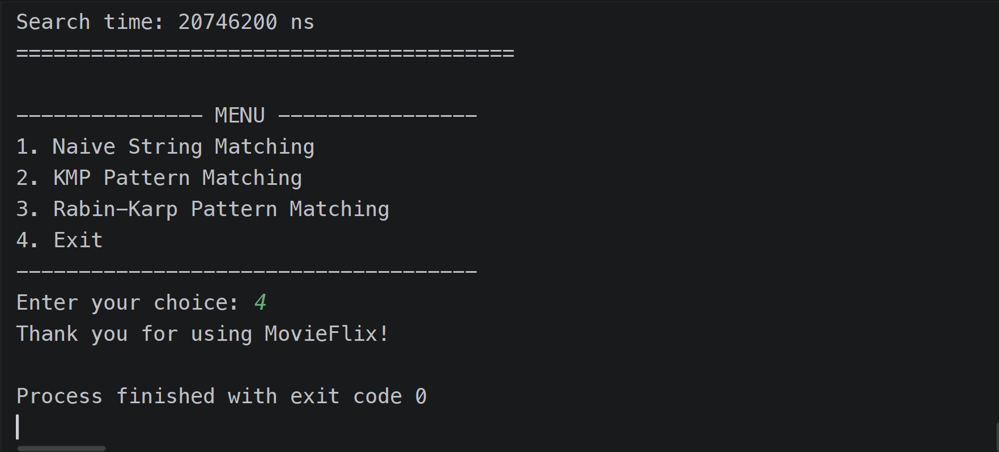 Search time: 20746200 ns
========================================
--------------- MENU ----------------
1. Naive String Matching
2. KMP Pattern Matching
3. Rabin-Karp Pattern Matching
4. Exit
-------------------------------------
Enter your choice: 4
Thank you for using MovieFlix!
Process finished with exit code 0